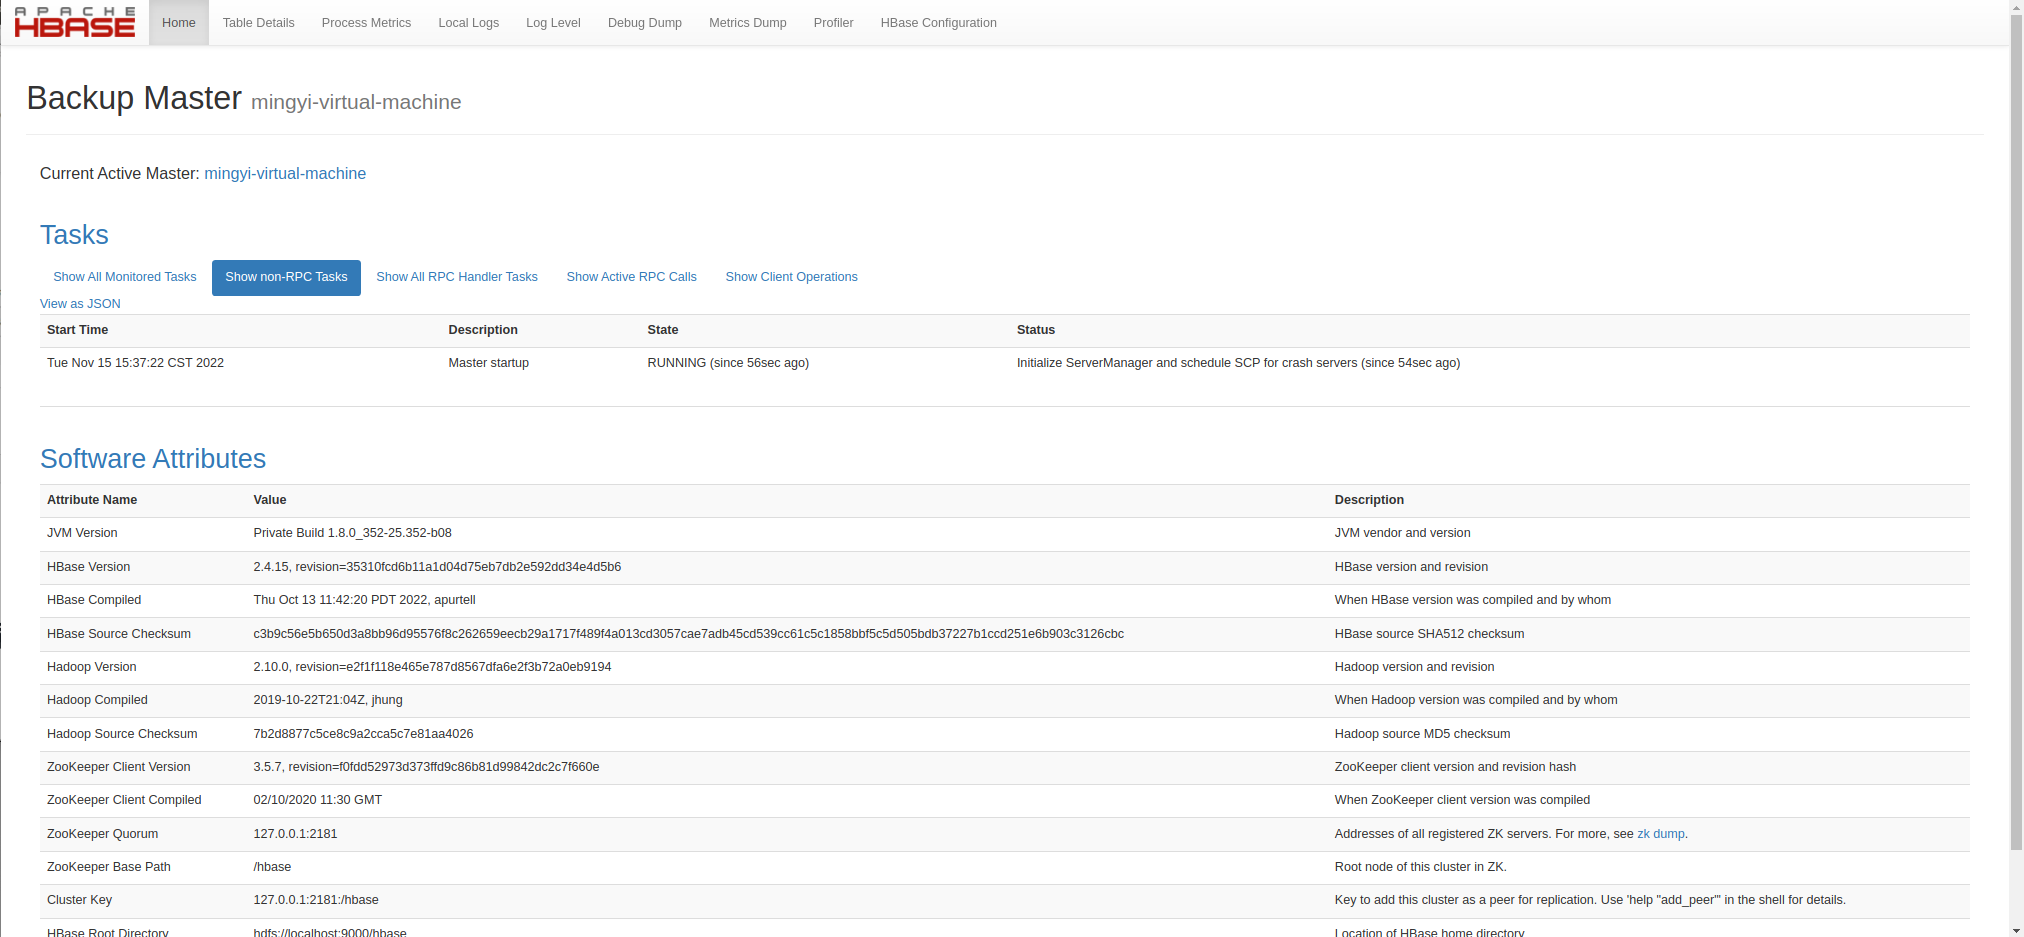 APACHE
HBASE
Home Table Details Process Metrics Local Logs Log Level Debug Dump Metrics Dump Profiler HBase Configuration
Backup Master mingyi-virtual-machine
Current Active Master: mingyi-virtual-machine
Tasks
Show All Monitored Tasks Show non-RPC Tasks Show All RPC Handler Tasks Show Active RPC Calls Show Client Operations
View as JSON
Start Time Description State Status
Tue Nov 15 15:37:22 CST 2022 Master startup RUNNING (since 56sec ago) Initialize ServerManager and schedule SCP for crash servers (since 54sec ago)
Software Attributes
Attribute Name Value Description
JVM Version Private Build 1.8.0_352-25.352-b08 JVM vendor and version
HBase Version 2.4.15, revision=35310fcd6b11a1d04d75eb7db2e592dd34e4d5b6 HBase version and revision
HBase Compiled Thu Oct 13 11:42:20 PDT 2022, apurtell When HBase version was compiled and by whom
HBase Source Checksum c3b9c56e5b650d3a8bb96d95576f8c262659eecb29a1717f489f4a013cd3057cae7adb45cd539cc61c5c1858bbf5c5d505bdb37227b1ccd251e6b903c3126cbc HBase source SHA512 checksum
Hadoop Version 2.10.0, revision=e2f1f118e465e787d8567dfa6e2f3b72a0eb9194 Hadoop version and revision
Hadoop Compiled 2019-10-22T21:04Z, jhung When Hadoop version was compiled and by whom
Hadoop Source Checksum 7b2d8877c5ce8c9a2cca5c7e81aa4026 Hadoop source MD5 checksum
ZooKeeper Client Version 3.5.7, revision=f0fdd52973d373ffd9c86b81d99842dc2c7f660e ZooKeeper client version and revision hash
ZooKeeper Client Compiled 02/10/2020 11:30 GMT When ZooKeeper client version was compiled
ZooKeeper Quorum 127.0.0.1:2181 Addresses of all registered ZK servers. For more, see zk dump.
ZooKeeper Base Path /hbase Root node of this cluster in ZK.
Cluster Key 127.0.0.1:2181:/hbase Key to add this cluster as a peer for replication. Use 'help "add_peer"' in the shell for details.
HBase Root Directory hdfs://localhost:9000/hbase Location of HBase home directory